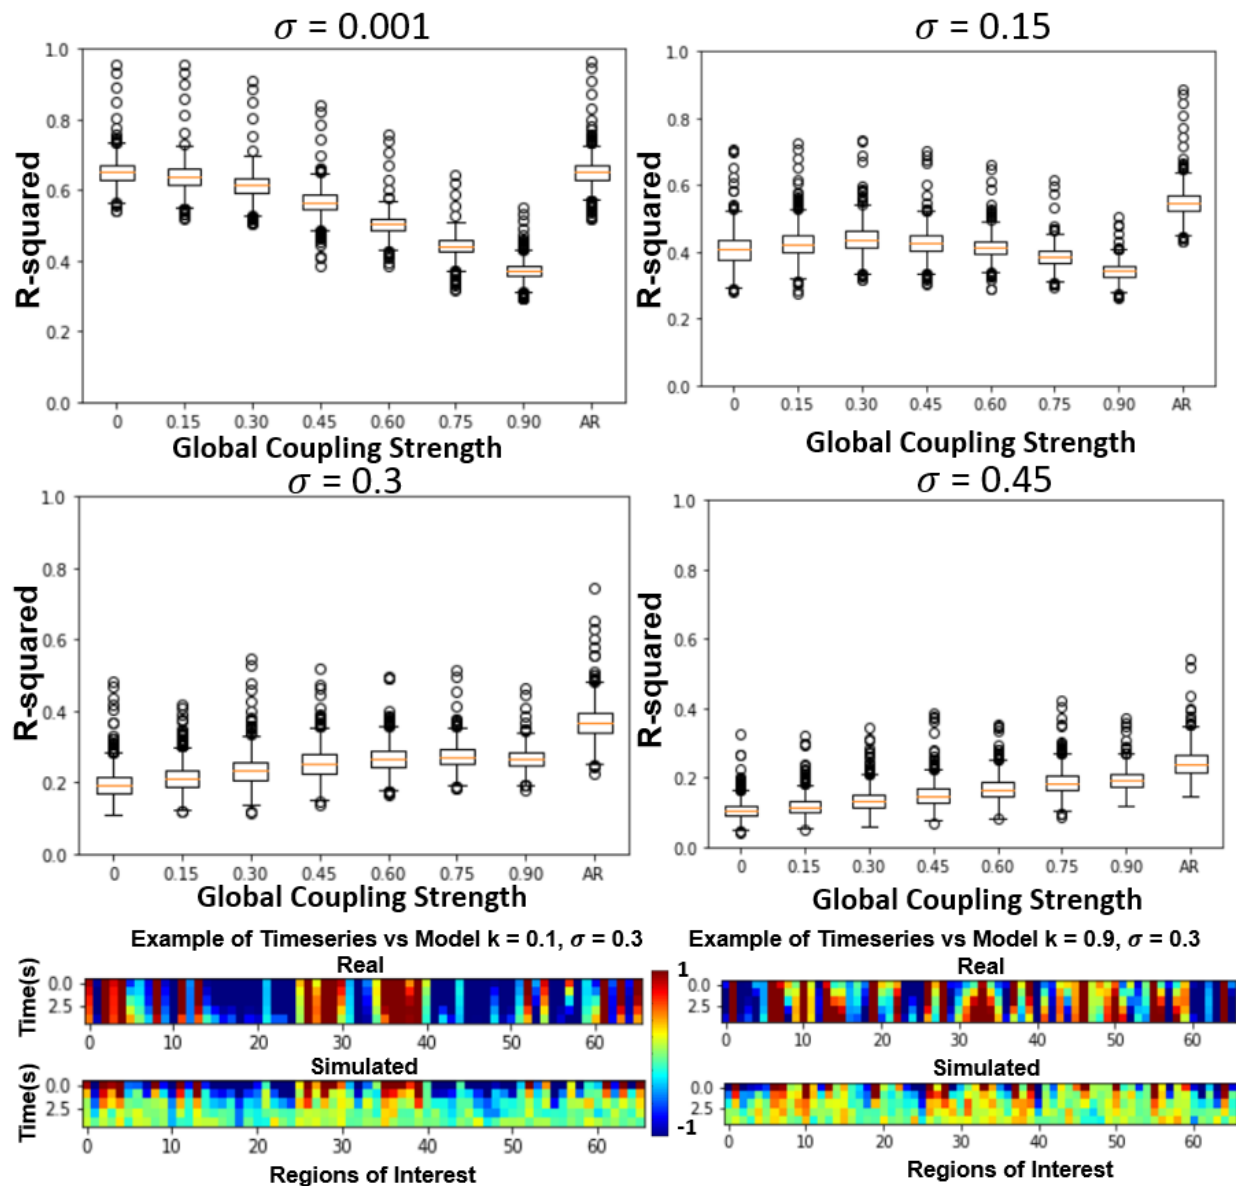 σ = 0.001
1.0
0.8
0.6
0.4
0.2
0.0
R-squared
0 0.15 0.30 0.45 0.60 0.75 0.90 AR
Global Coupling Strength
σ = 0.15
1.0
0.8
0.6
0.4
0.2
0.0
R-squared
0 0.15 0.30 0.45 0.60 0.75 0.90 AR
Global Coupling Strength
σ = 0.3
1.0
0.8
0.6
0.4
0.2
0.0
R-squared
0 0.15 0.30 0.45 0.60 0.75 0.90 AR
Global Coupling Strength
σ = 0.45
1.0
0.8
0.6
0.4
0.2
0.0
R-squared
0 0.15 0.30 0.45 0.60 0.75 0.90 AR
Global Coupling Strength
Example of Timeseries vs Model k = 0.1, σ = 0.3
Real
Time(s)
0.0
2.5
0 10 20 30 40 50 60
Simulated
Time(s)
0.0
2.5
0 10 20 30 40 50 60
Regions of Interest
1
-1
Example of Timeseries vs Model k = 0.9, σ = 0.3
Real
0.0
2.5
0 10 20 30 40 50 60
Simulated
0.0
2.5
0 10 20 30 40 50 60
Regions of Interest